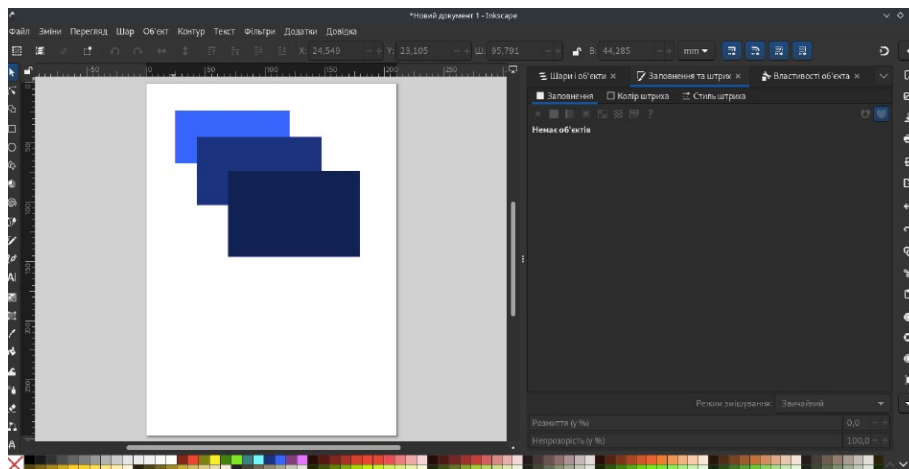 *Новий документ 1 - Inkscape
Файл Зміни Перегляд Шар Об'єкт Контур Текст Фільтри Додатки Довідка
X: 24,549 - + Y: 23,105 - + Ш: 95,791 - + В: 44,285 - + mm
Шари і об'єкти × Заповнення та штрих × Властивості об'єкта ×
Заповнення Колір штриха Стиль штриха
Немає об'єктів
Режим змішування: Звичайний
Розмиття (у %) 0,0 - +
Непрозорість (у %) 100,0 - +